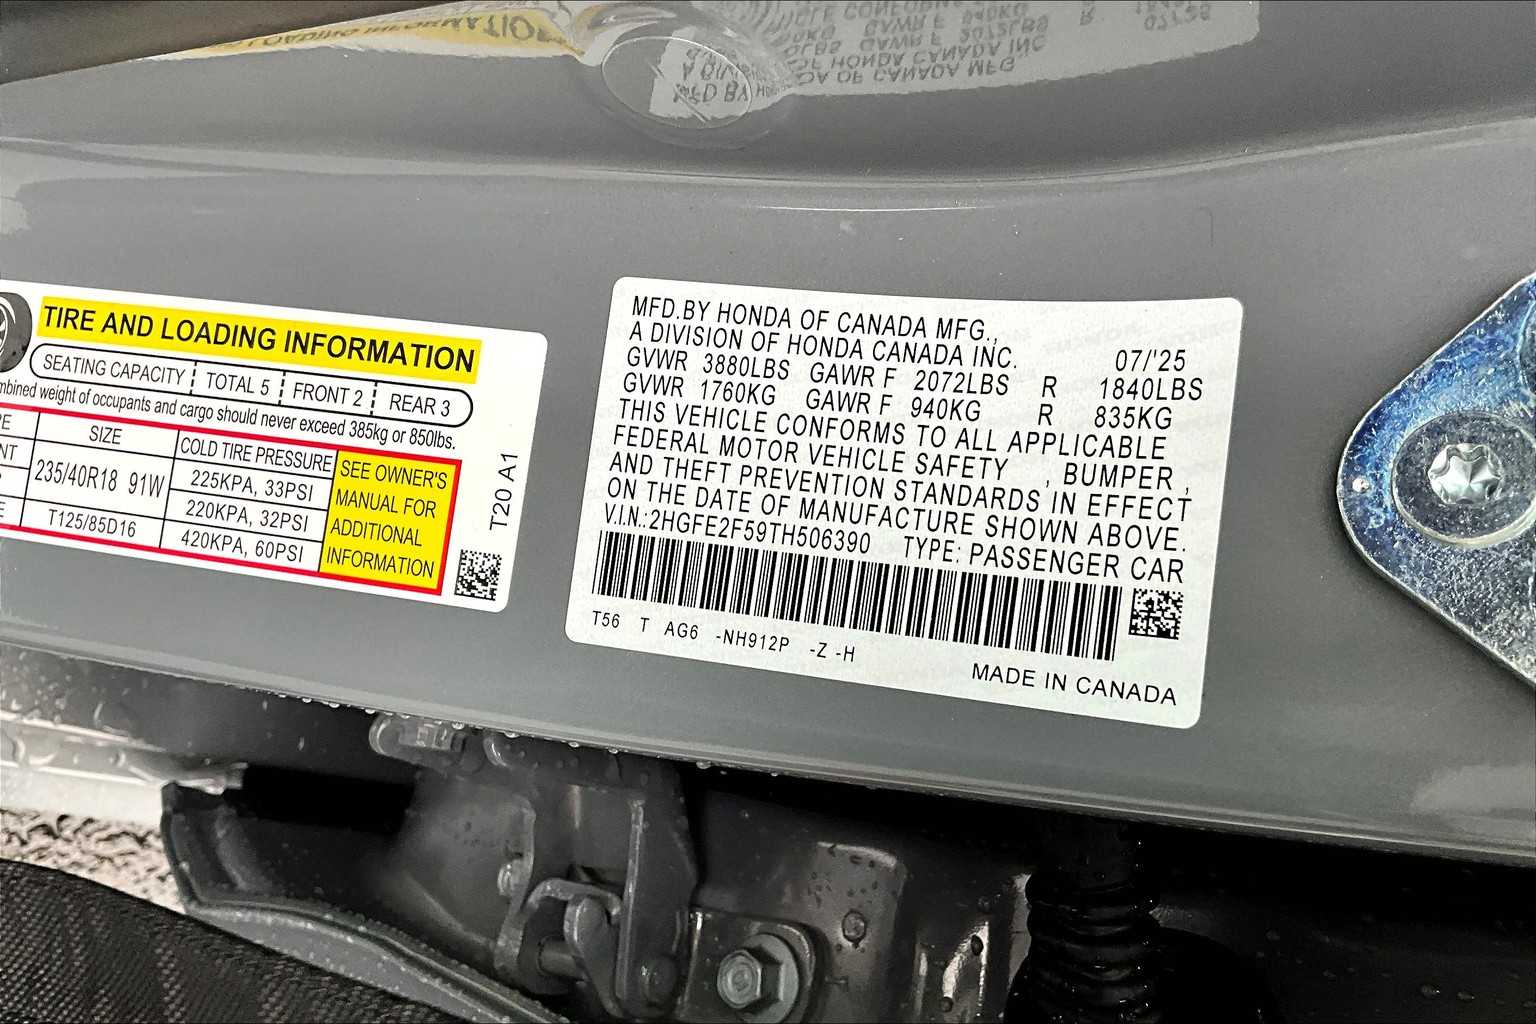 TIRE AND LOADING INFORMATION
SEATING CAPACITY TOTAL 5 FRONT 2 REAR 3
weight of occupants and cargo should never exceed 385kg or 850lbs.
SIZE COLD TIRE PRESSURE
235/40R18 91W 225KPA, 33PSI
220KPA, 32PSI
T125/85D16 420KPA, 60PSI
SEE OWNER'S
MANUAL FOR
ADDITIONAL
INFORMATION
T20 A1
MFD.BY HONDA OF CANADA MFG.,
A DIVISION OF HONDA CANADA INC. 07/'25
GVWR 3880LBS GAWR F 2072LBS R 1840LBS
GVWR 1760KG GAWR F 940KG R 835KG
THIS VEHICLE CONFORMS TO ALL APPLICABLE
FEDERAL MOTOR VEHICLE SAFETY , BUMPER ,
AND THEFT PREVENTION STANDARDS IN EFFECT
ON THE DATE OF MANUFACTURE SHOWN ABOVE.
V.I.N.:2HGFE2F59TH506390 TYPE: PASSENGER CAR
T56 T AG6 -NH912P -Z -H
MADE IN CANADA